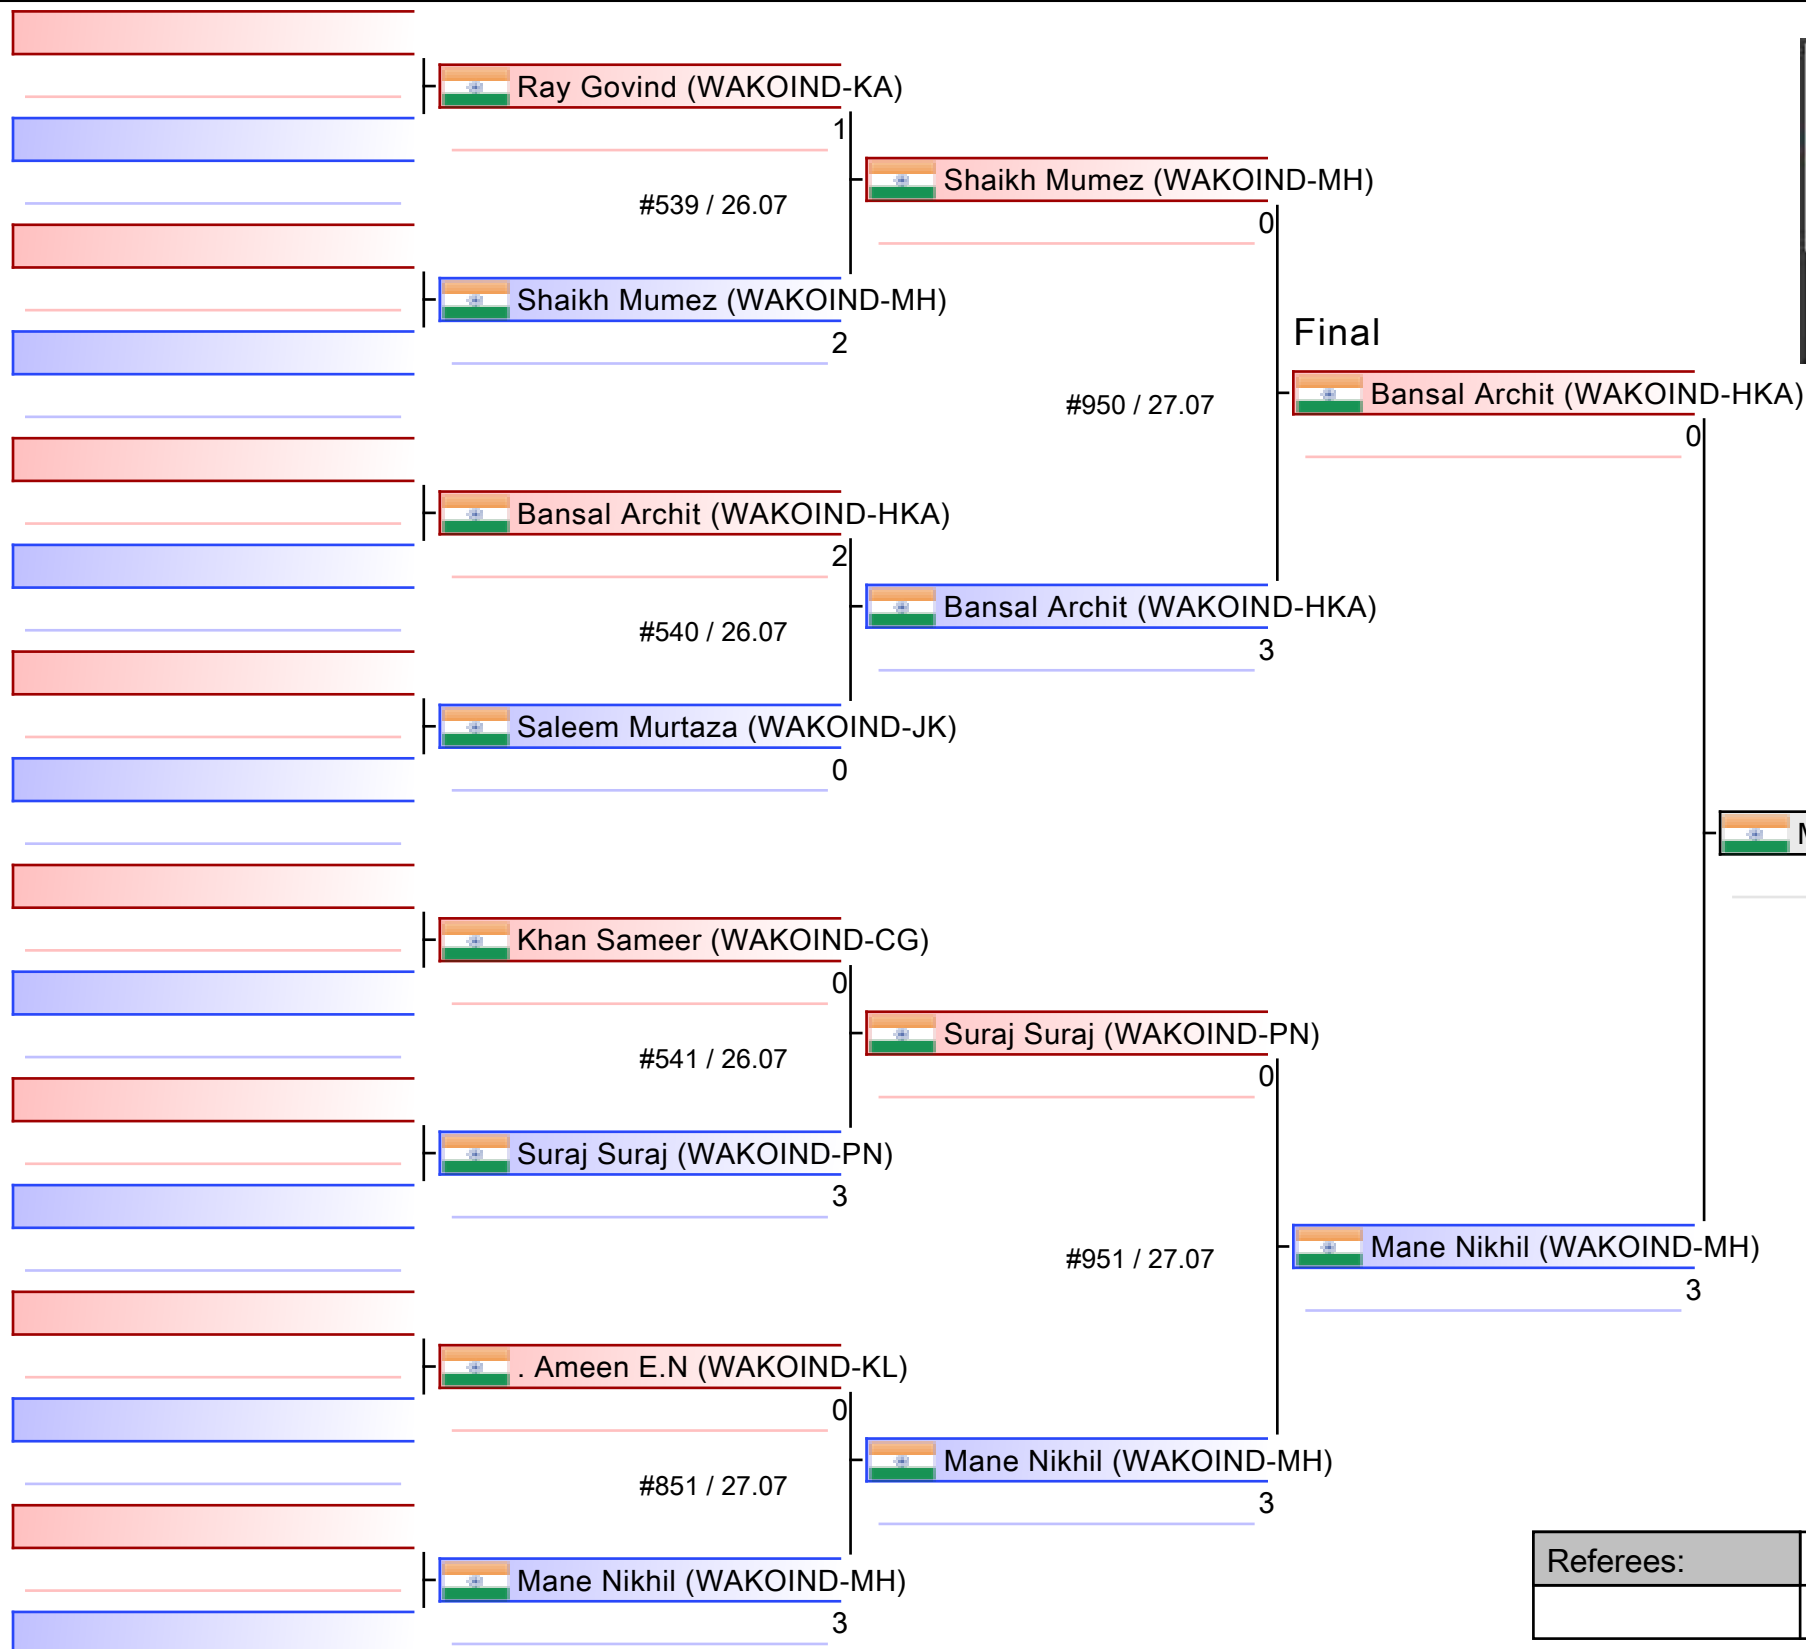 Ray Govind (WAKOIND-KA)
1
#539 / 26.07
Shaikh Mumez (WAKOIND-MH)
2
Shaikh Mumez (WAKOIND-MH)
0
#950 / 27.07
Final
Bansal Archit (WAKOIND-HKA)
0
Bansal Archit (WAKOIND-HKA)
2
#540 / 26.07
Bansal Archit (WAKOIND-HKA)
3
Saleem Murtaza (WAKOIND-JK)
0
Khan Sameer (WAKOIND-CG)
0
#541 / 26.07
Suraj Suraj (WAKOIND-PN)
0
Suraj Suraj (WAKOIND-PN)
3
#951 / 27.07
Mane Nikhil (WAKOIND-MH)
3
. Ameen E.N (WAKOIND-KL)
0
#851 / 27.07
Mane Nikhil (WAKOIND-MH)
3
Mane Nikhil (WAKOIND-MH)
3
Referees: